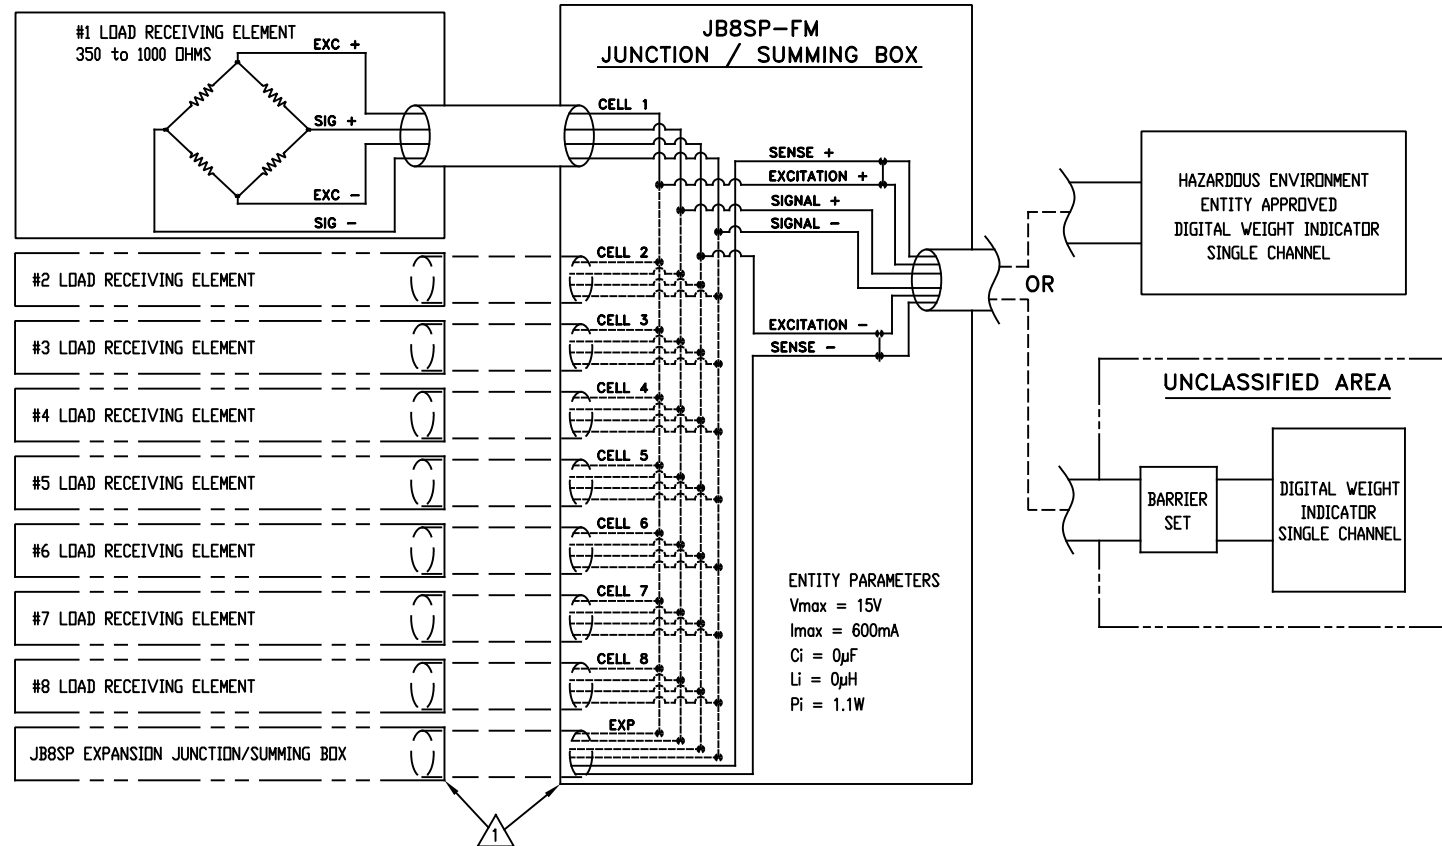 #1 LOAD RECEIVING ELEMENT
350 to 1000 OHMS
EXC +
SIG +
EXC -
SIG -
#2 LOAD RECEIVING ELEMENT
#3 LOAD RECEIVING ELEMENT
#4 LOAD RECEIVING ELEMENT
#5 LOAD RECEIVING ELEMENT
#6 LOAD RECEIVING ELEMENT
#7 LOAD RECEIVING ELEMENT
#8 LOAD RECEIVING ELEMENT
JB8SP EXPANSION JUNCTION/SUMMING BOX
1
JB8SP-FM
JUNCTION / SUMMING BOX
CELL 1
CELL 2
CELL 3
CELL 4
CELL 5
CELL 6
CELL 7
CELL 8
EXP
SENSE +
EXCITATION +
SIGNAL +
SIGNAL -
EXCITATION -
SENSE -
ENTITY PARAMETERS
Vmax = 15V
Imax = 600mA
Ci = 0µF
Li = 0µH
Pi = 1.1W
OR
HAZARDOUS ENVIRONMENT
ENTITY APPROVED
DIGITAL WEIGHT INDICATOR
SINGLE CHANNEL
UNCLASSIFIED AREA
BARRIER
SET
DIGITAL WEIGHT
INDICATOR
SINGLE CHANNEL